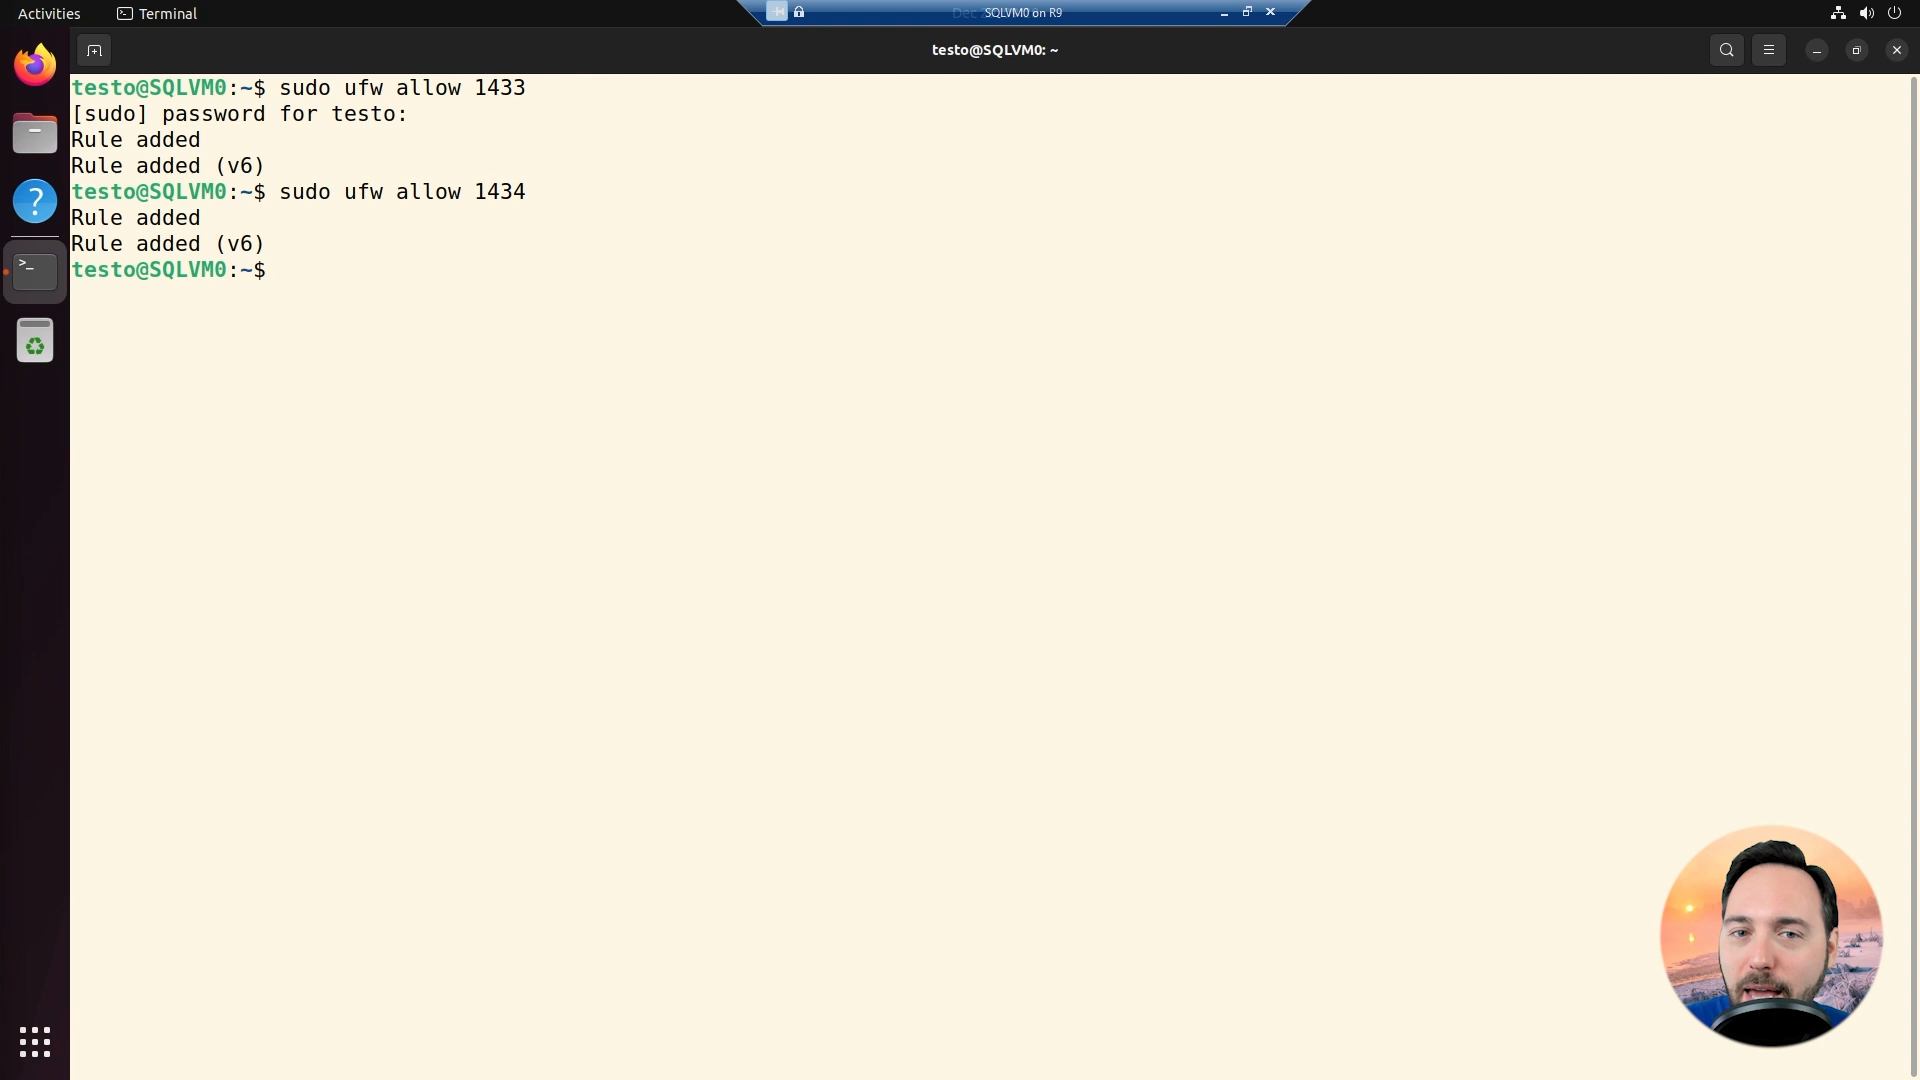 Activities
Terminal
SQLVM0 on R9
testo@SQLVM0: ~
testo@SQLVM0:~$ sudo ufw allow 1433
[sudo] password for testo:
Rule added
Rule added (v6)
testo@SQLVM0:~$ sudo ufw allow 1434
Rule added
Rule added (v6)
testo@SQLVM0:~$